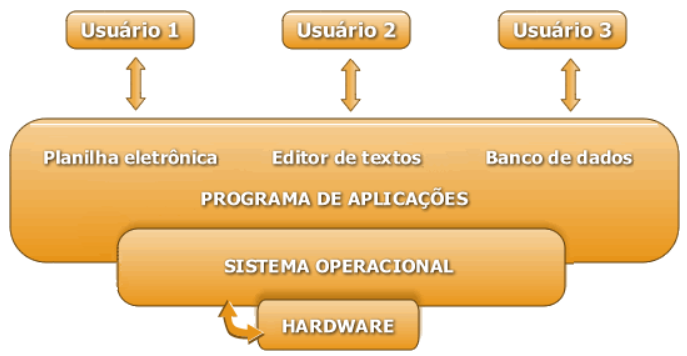 Usuário 1 Usuário 2 Usuário 3
Planilha eletrônica Editor de textos Banco de dados
PROGRAMA DE APLICAÇÕES
SISTEMA OPERACIONAL
HARDWARE